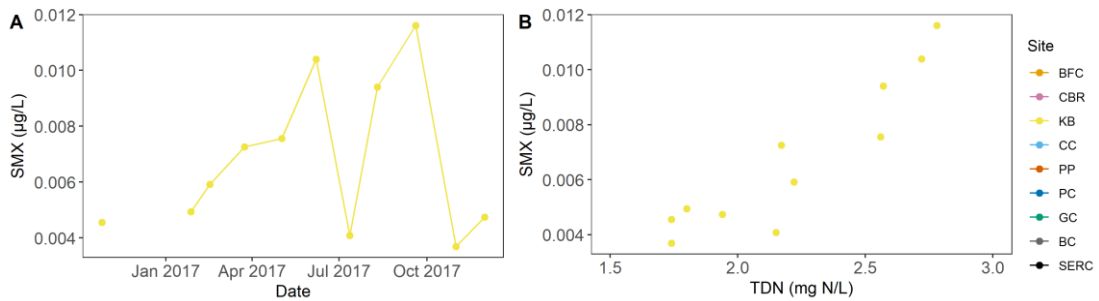 A
SMX (µg/L)
0.012
0.010
0.008
0.006
0.004
Jan 2017 Apr 2017 Jul 2017 Oct 2017
Date
B
SMX (µg/L)
0.012
0.010
0.008
0.006
0.004
1.5 2.0 2.5 3.0
TDN (mg N/L)
Site
BFC
CBR
KB
CC
PP
PC
GC
BC
SERC